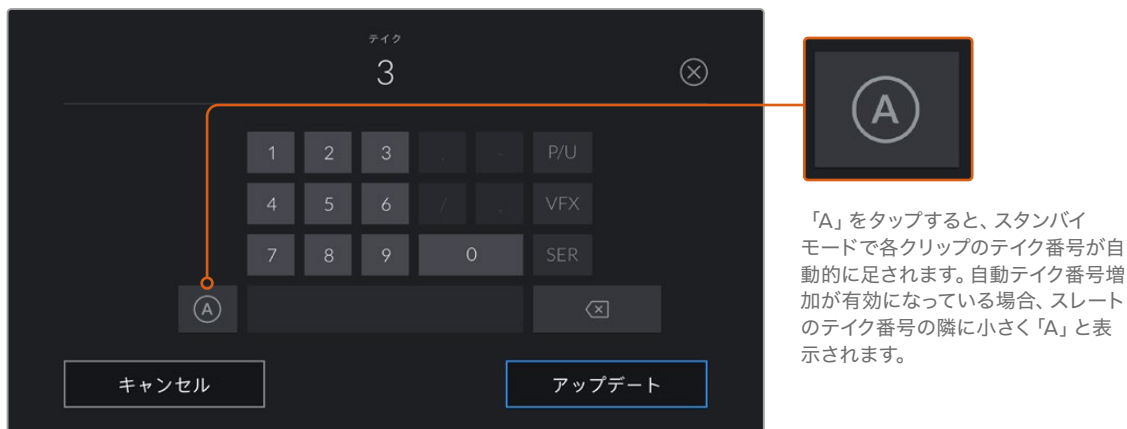 テイク
3
1 2 3 . - P/U
4 5 6 / , VFX
7 8 9 0 SER
A
キャンセル
アップデート
A
「A」をタップすると、スタンバイ
モードで各クリップのテイク番号が自
動的に足されます。自動テイク番号増
加が有効になっている場合、スレート
のテイク番号の隣に小さく「A」と表
示されます。